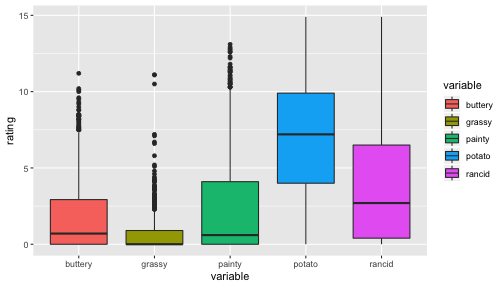 15
10
5
0
rating
buttery grassy painty potato rancid
variable
variable
buttery
grassy
painty
potato
rancid